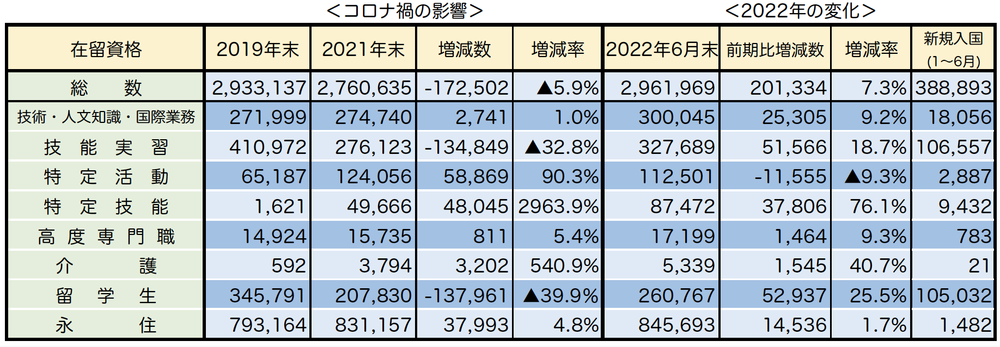 ＜コロナ禍の影響＞ ＜2022年の変化＞
在留資格 2019年末 2021年末 増減数 増減率 2022年6月末 前期比増減数 増減率 新規入国
(1～6月)
総数 2,933,137 2,760,635 -172,502 ▲5.9% 2,961,969 201,334 7.3% 388,893
技術・人文知識・国際業務 271,999 274,740 2,741 1.0% 300,045 25,305 9.2% 18,056
技能実習 410,972 276,123 -134,849 ▲32.8% 327,689 51,566 18.7% 106,557
特定活動 65,187 124,056 58,869 90.3% 112,501 -11,555 ▲9.3% 2,887
特定技能 1,621 49,666 48,045 2963.9% 87,472 37,806 76.1% 9,432
高度専門職 14,924 15,735 811 5.4% 17,199 1,464 9.3% 783
介護 592 3,794 3,202 540.9% 5,339 1,545 40.7% 21
留学生 345,791 207,830 -137,961 ▲39.9% 260,767 52,937 25.5% 105,032
永住 793,164 831,157 37,993 4.8% 845,693 14,536 1.7% 1,482